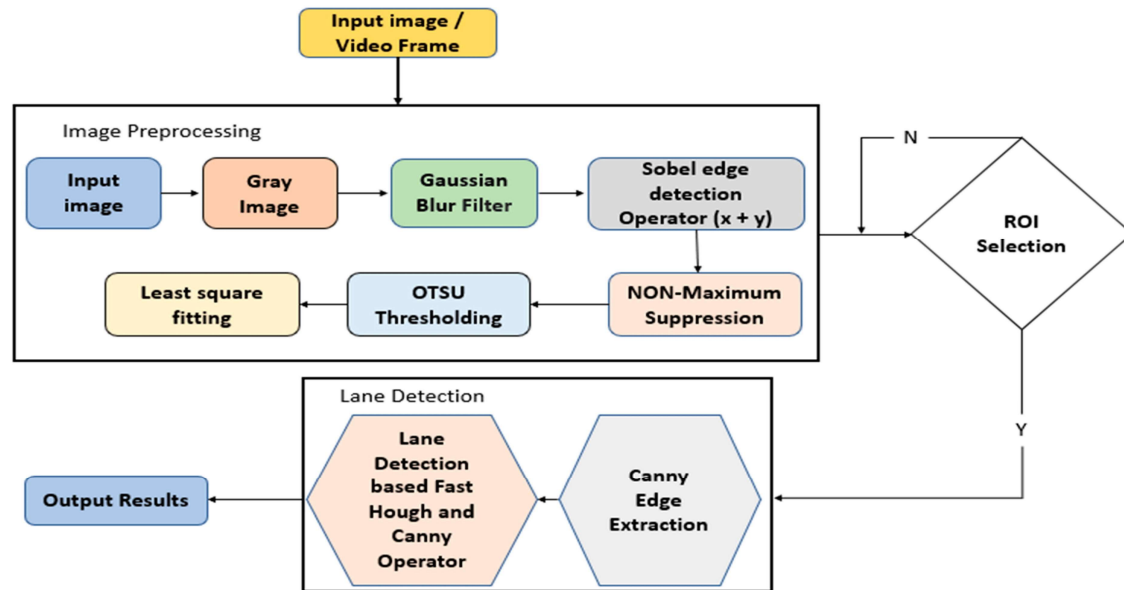 Input image /
Video Frame
Image Preprocessing
Input
image
Gray
Image
Gaussian
Blur Filter
Sobel edge
detection
Operator (x + y)
NON-Maximum
Suppression
OTSU
Thresholding
Least square
fitting
N
ROI
Selection
Y
Lane Detection
Canny
Edge
Extraction
Lane
Detection
based Fast
Hough and
Canny
Operator
Output Results